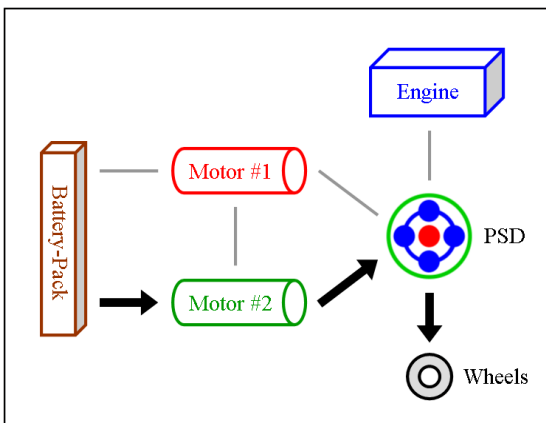 Engine
Motor #1
Battery-Pack
PSD
Motor #2
Wheels